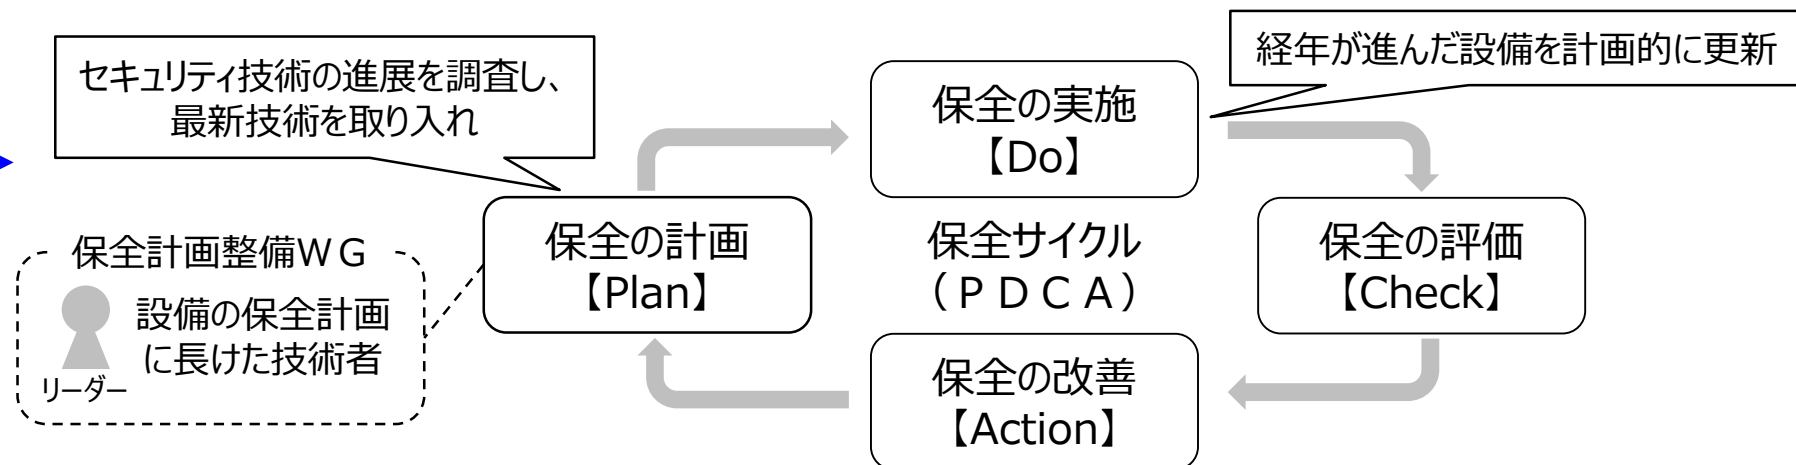 セキュリティ技術の進展を調査し、
最新技術を取り入れ
経年が進んだ設備を計画的に更新
保全の実施
【Do】
保全計画整備ＷＧ
設備の保全計画
に長けた技術者
リーダー
保全の計画
【Plan】
保全サイクル
（ＰＤＣＡ）
保全の評価
【Check】
保全の改善
【Action】